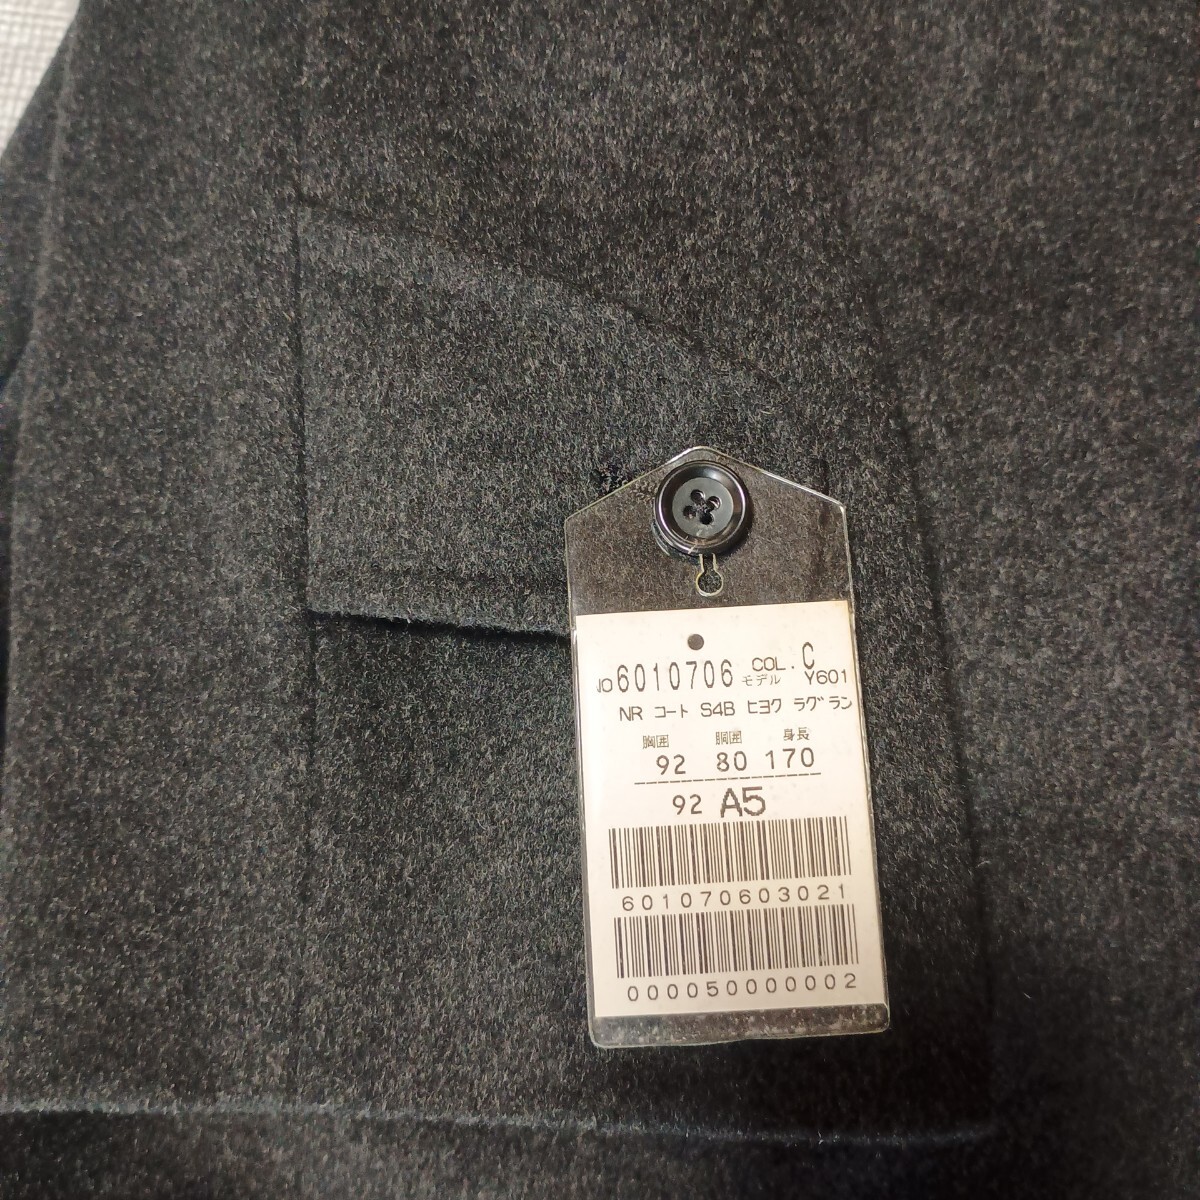 NO6010706 COL. C
モデル Y601
NR コート S4B ヒヨク ラグラン
胸囲 胴囲 身長
92 80 170
92 A5
601070603021
000050000002